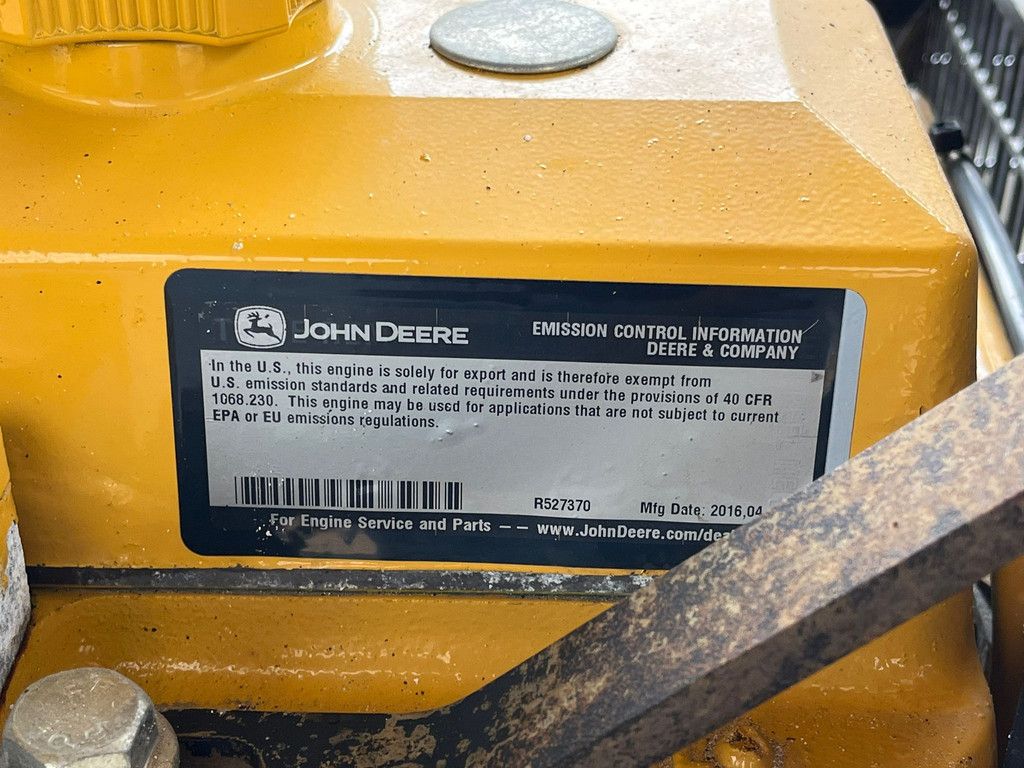 JOHN DEERE
EMISSION CONTROL INFORMATION
DEERE & COMPANY
In the U.S., this engine is solely for export and is therefore exempt from
U.S. emission standards and related requirements under the provisions of 40 CFR
1068.230. This engine may be used for applications that are not subject to current
EPA or EU emissions regulations.
R527370 Mfg Date: 2016,04
For Engine Service and Parts –– www.JohnDeere.com/dea